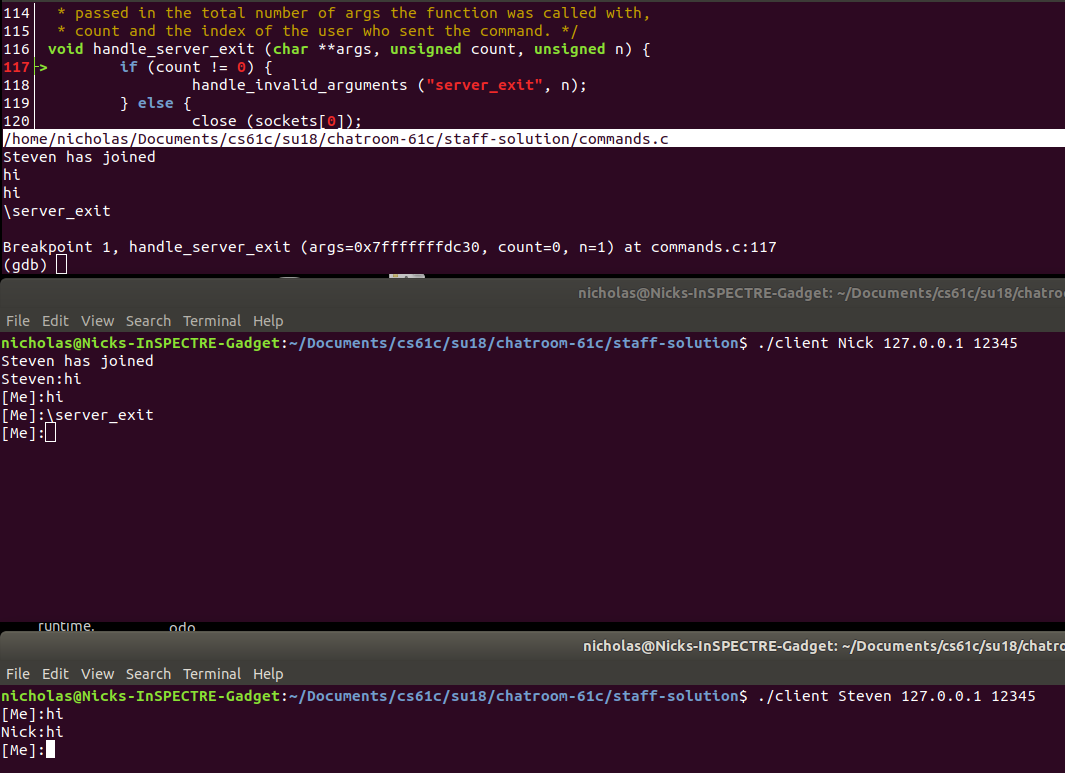 114   * passed in the total number of args the function was called with,
115   * count and the index of the user who sent the command. */
116  void handle_server_exit (char **args, unsigned count, unsigned n) {
117->        if (count != 0) {
118                  handle_invalid_arguments ("server_exit", n);
119          } else {
120                  close (sockets[0]);
/home/nicholas/Documents/cs61c/su18/chatroom-61c/staff-solution/commands.c
Steven has joined
hi
hi
\server_exit
Breakpoint 1, handle_server_exit (args=0x7fffffffdc30, count=0, n=1) at commands.c:117
(gdb)
nicholas@Nicks-InSPECTRE-Gadget: ~/Documents/cs61c/su18/chatroo
File Edit View Search Terminal Help
nicholas@Nicks-InSPECTRE-Gadget:~/Documents/cs61c/su18/chatroom-61c/staff-solution$ ./client Nick 127.0.0.1 12345
Steven has joined
Steven:hi
[Me]:hi
[Me]:\server_exit
[Me]:
runtime. odo
nicholas@Nicks-InSPECTRE-Gadget: ~/Documents/cs61c/su18/chatro
File Edit View Search Terminal Help
nicholas@Nicks-InSPECTRE-Gadget:~/Documents/cs61c/su18/chatroom-61c/staff-solution$ ./client Steven 127.0.0.1 12345
[Me]:hi
Nick:hi
[Me]: